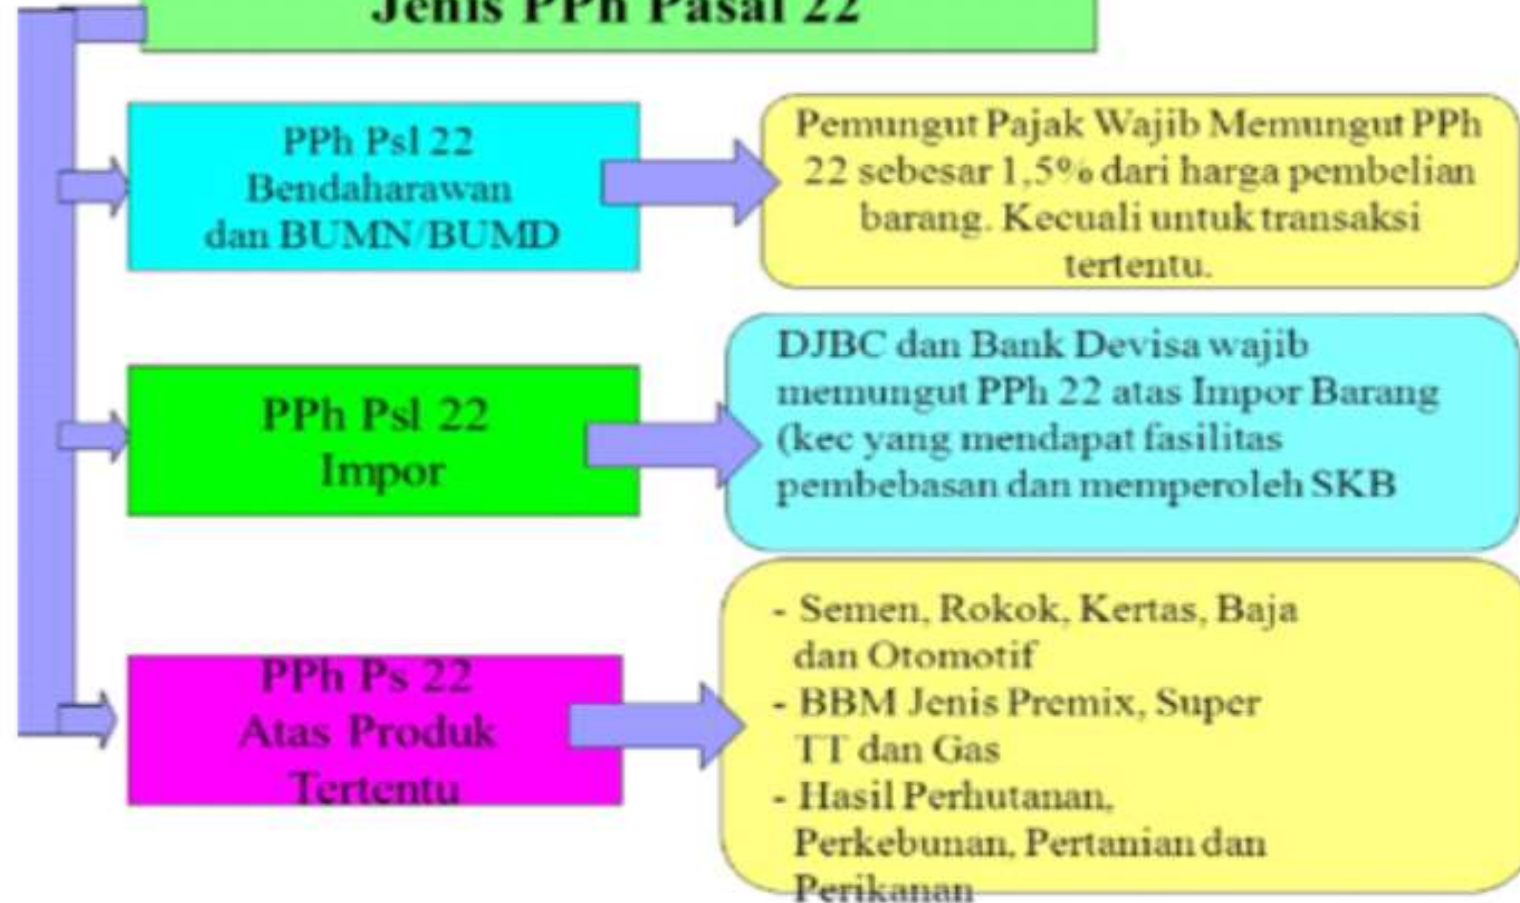 Jenis PPh Pasal 22
PPh Psl 22
Bendaharawan
dan BUMN/BUMD
Pemungut Pajak Wajib Memungut PPh
22 sebesar 1,5% dari harga pembelian
barang. Kecuali untuk transaksi
tertentu.
PPh Psl 22
Impor
DJBC dan Bank Devisa wajib
memungut PPh 22 atas Impor Barang
(kec yang mendapat fasilitas
pembebasan dan memperoleh SKB
PPh Ps 22
Atas Produk
Tertentu
- Semen, Rokok, Kertas, Baja
dan Otomotif
- BBM Jenis Premix, Super
TT dan Gas
- Hasil Perhutanan,
Perkebunan, Pertanian dan
Perikanan